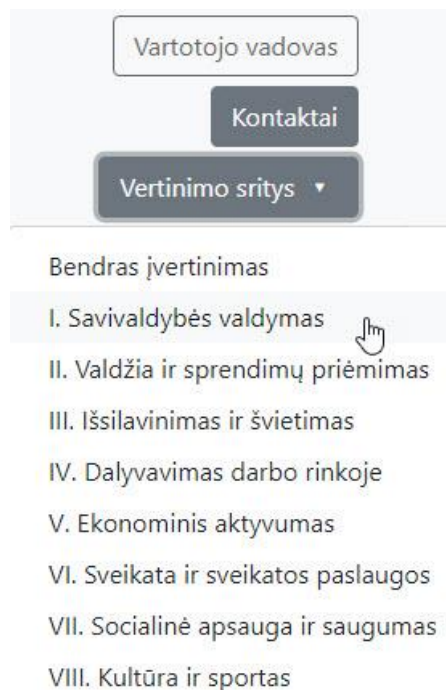 Vartotojo vadovas
Kontaktai
Vertinimo sritys
Bendras įvertinimas
I. Savivaldybės valdymas
II. Valdžia ir sprendimų priėmimas
III. Išsilavinimas ir švietimas
IV. Dalyvavimas darbo rinkoje
V. Ekonominis aktyvumas
VI. Sveikata ir sveikatos paslaugos
VII. Socialinė apsauga ir saugumas
VIII. Kultūra ir sportas